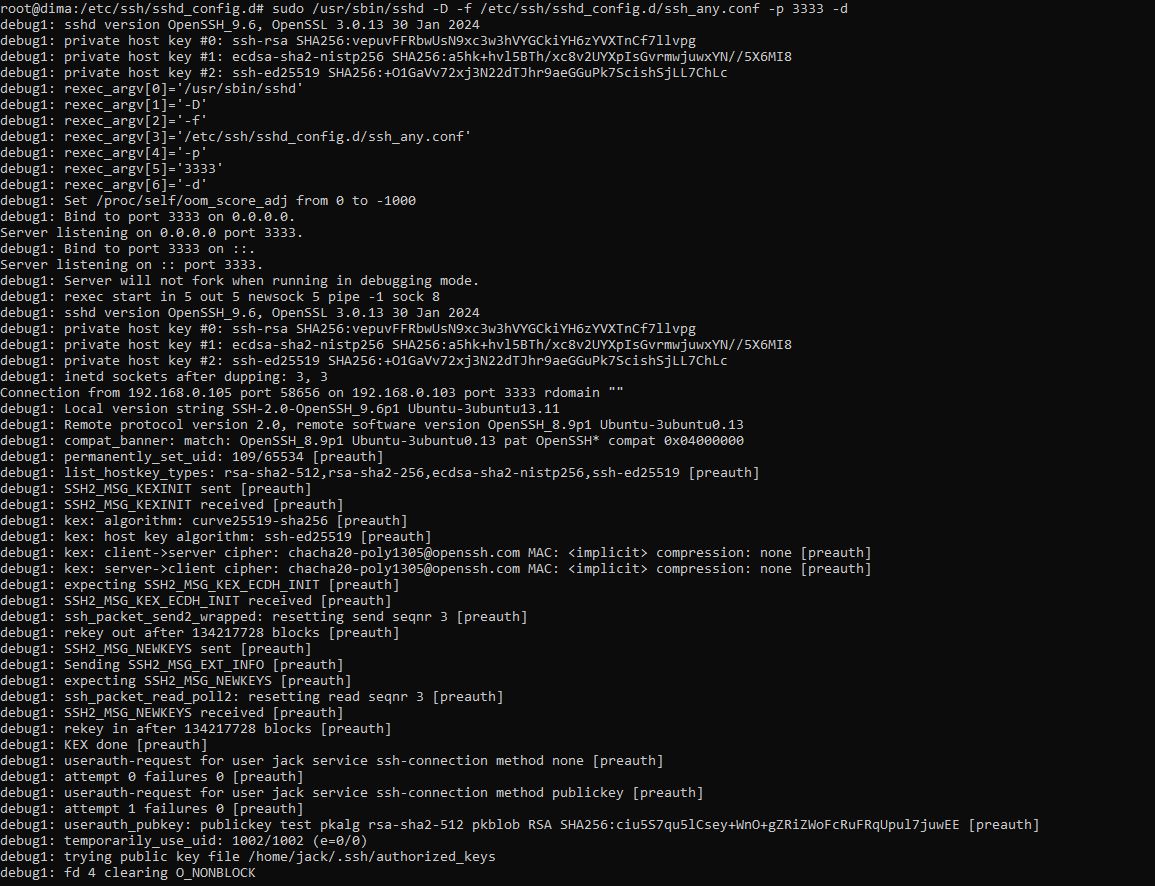 root@dima:/etc/ssh/sshd_config.d# sudo /usr/sbin/sshd -D -f /etc/ssh/sshd_config.d/ssh_any.conf -p 3333 -d
debug1: sshd version OpenSSH_9.6, OpenSSL 3.0.13 30 Jan 2024
debug1: private host key #0: ssh-rsa SHA256:vepuvFFRbwUsN9xc3w3hVYGCkiYH6zYVXTnCf7llvpg
debug1: private host key #1: ecdsa-sha2-nistp256 SHA256:a5hk+hvl5BTh/xc8v2UYXpIsGvrmwjuwxYN//5X6MI8
debug1: private host key #2: ssh-ed25519 SHA256:+O1GaVv72xj3N22dTJhr9aeGGuPk7ScishSjLL7ChLc
debug1: rexec_argv[0]='/usr/sbin/sshd'
debug1: rexec_argv[1]='-D'
debug1: rexec_argv[2]='-f'
debug1: rexec_argv[3]='/etc/ssh/sshd_config.d/ssh_any.conf'
debug1: rexec_argv[4]='-p'
debug1: rexec_argv[5]='3333'
debug1: rexec_argv[6]='-d'
debug1: Set /proc/self/oom_score_adj from 0 to -1000
debug1: Bind to port 3333 on 0.0.0.0.
Server listening on 0.0.0.0 port 3333.
debug1: Bind to port 3333 on ::.
Server listening on :: port 3333.
debug1: Server will not fork when running in debugging mode.
debug1: rexec start in 5 out 5 newsock 5 pipe -1 sock 8
debug1: sshd version OpenSSH_9.6, OpenSSL 3.0.13 30 Jan 2024
debug1: private host key #0: ssh-rsa SHA256:vepuvFFRbwUsN9xc3w3hVYGCkiYH6zYVXTnCf7llvpg
debug1: private host key #1: ecdsa-sha2-nistp256 SHA256:a5hk+hvl5BTh/xc8v2UYXpIsGvrmwjuwxYN//5X6MI8
debug1: private host key #2: ssh-ed25519 SHA256:+O1GaVv72xj3N22dTJhr9aeGGuPk7ScishSjLL7ChLc
debug1: inetd sockets after dupping: 3, 3
Connection from 192.168.0.105 port 58656 on 192.168.0.103 port 3333 rdomain ""
debug1: Local version string SSH-2.0-OpenSSH_9.6p1 Ubuntu-3ubuntu13.11
debug1: Remote protocol version 2.0, remote software version OpenSSH_8.9p1 Ubuntu-3ubuntu0.13
debug1: compat_banner: match: OpenSSH_8.9p1 Ubuntu-3ubuntu0.13 pat OpenSSH* compat 0x04000000
debug1: permanently_set_uid: 109/65534 [preauth]
debug1: list_hostkey_types: rsa-sha2-512,rsa-sha2-256,ecdsa-sha2-nistp256,ssh-ed25519 [preauth]
debug1: SSH2_MSG_KEXINIT sent [preauth]
debug1: SSH2_MSG_KEXINIT received [preauth]
debug1: kex: algorithm: curve25519-sha256 [preauth]
debug1: kex: host key algorithm: ssh-ed25519 [preauth]
debug1: kex: client->server cipher: chacha20-poly1305@openssh.com MAC: <implicit> compression: none [preauth]
debug1: kex: server->client cipher: chacha20-poly1305@openssh.com MAC: <implicit> compression: none [preauth]
debug1: expecting SSH2_MSG_KEX_ECDH_INIT [preauth]
debug1: SSH2_MSG_KEX_ECDH_INIT received [preauth]
debug1: ssh_packet_send2_wrapped: resetting send seqnr 3 [preauth]
debug1: rekey out after 134217728 blocks [preauth]
debug1: SSH2_MSG_NEWKEYS sent [preauth]
debug1: Sending SSH2_MSG_EXT_INFO [preauth]
debug1: expecting SSH2_MSG_NEWKEYS [preauth]
debug1: ssh_packet_read_poll2: resetting read seqnr 3 [preauth]
debug1: SSH2_MSG_NEWKEYS received [preauth]
debug1: rekey in after 134217728 blocks [preauth]
debug1: KEX done [preauth]
debug1: userauth-request for user jack service ssh-connection method none [preauth]
debug1: attempt 0 failures 0 [preauth]
debug1: userauth-request for user jack service ssh-connection method publickey [preauth]
debug1: attempt 1 failures 0 [preauth]
debug1: userauth_pubkey: publickey test pkalg rsa-sha2-512 pkblob RSA SHA256:ciu5S7qu5lCsey+WnO+gZRiZWoFcRuFRqUpul7juwEE [preauth]
debug1: temporarily_use_uid: 1002/1002 (e=0/0)
debug1: trying public key file /home/jack/.ssh/authorized_keys
debug1: fd 4 clearing O_NONBLOCK